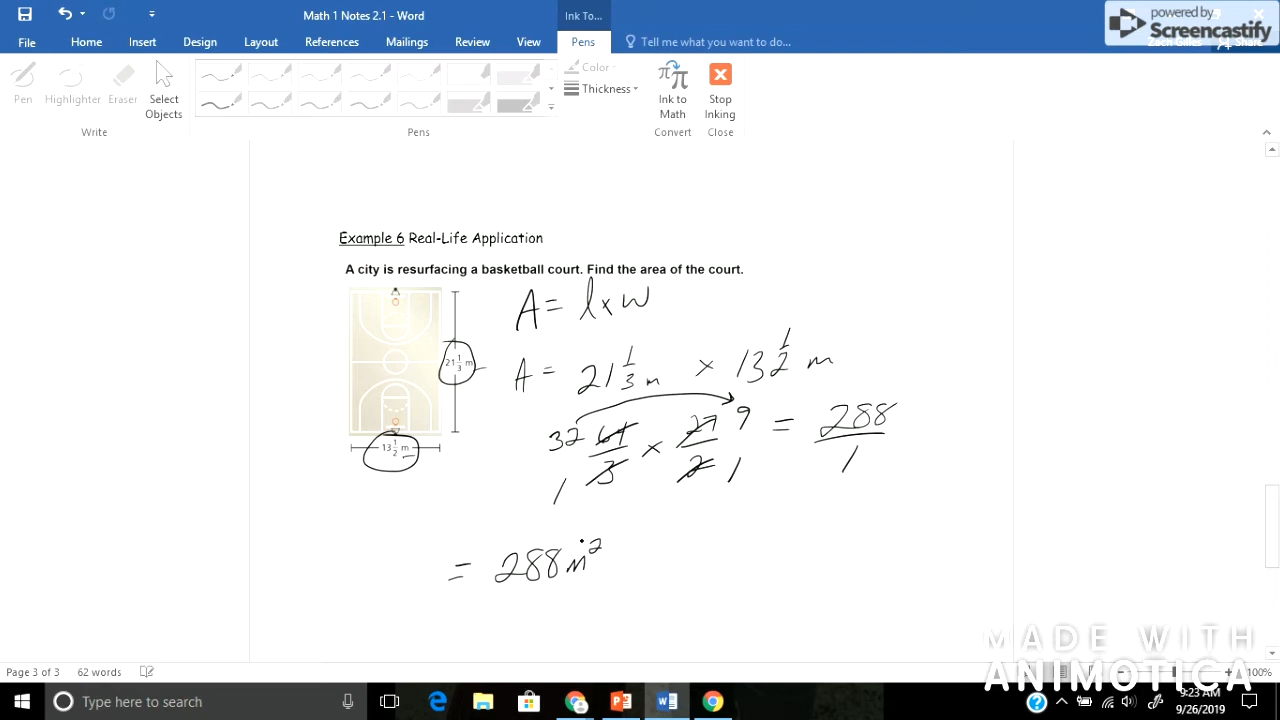 Math 1 Notes 2.1 - Word
Ink To...
powered by
Screencastify
File Home Insert Design Layout References Mailings Review View Pens Tell me what you want to do... Zach Gilles Share
Pen Highlighter Eraser Select Objects
Write
Pens
Color
Thickness
Ink to Math
Convert
Stop Inking
Close
Example 6 Real-Life Application
A city is resurfacing a basketball court. Find the area of the court.
21 1/3 m
13 1/2 m
A = l x w
A = 21 1/3 m x 13 1/2 m
32 64/3 x 27/2 9 = 288/1
1 1
= 288 m²
MADE WITH
ANIMOTICA
Page 3 of 3 62 words
100%
Type here to search
9:23 AM
9/26/2019